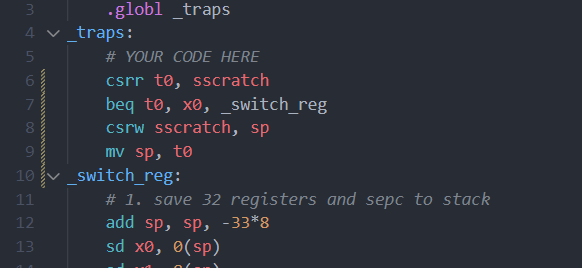 3 .globl _traps
4 _traps:
5 # YOUR CODE HERE
6 csrr t0, sscratch
7 beq t0, x0, _switch_reg
8 csrw sscratch, sp
9 mv sp, t0
10 _switch_reg:
11 # 1. save 32 registers and sepc to stack
12 add sp, sp, -33*8
13 sd x0, 0(sp)